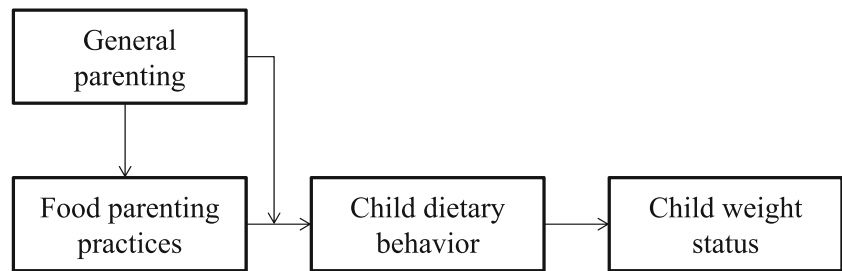 General
parenting
Food parenting
practices
Child dietary
behavior
Child weight
status